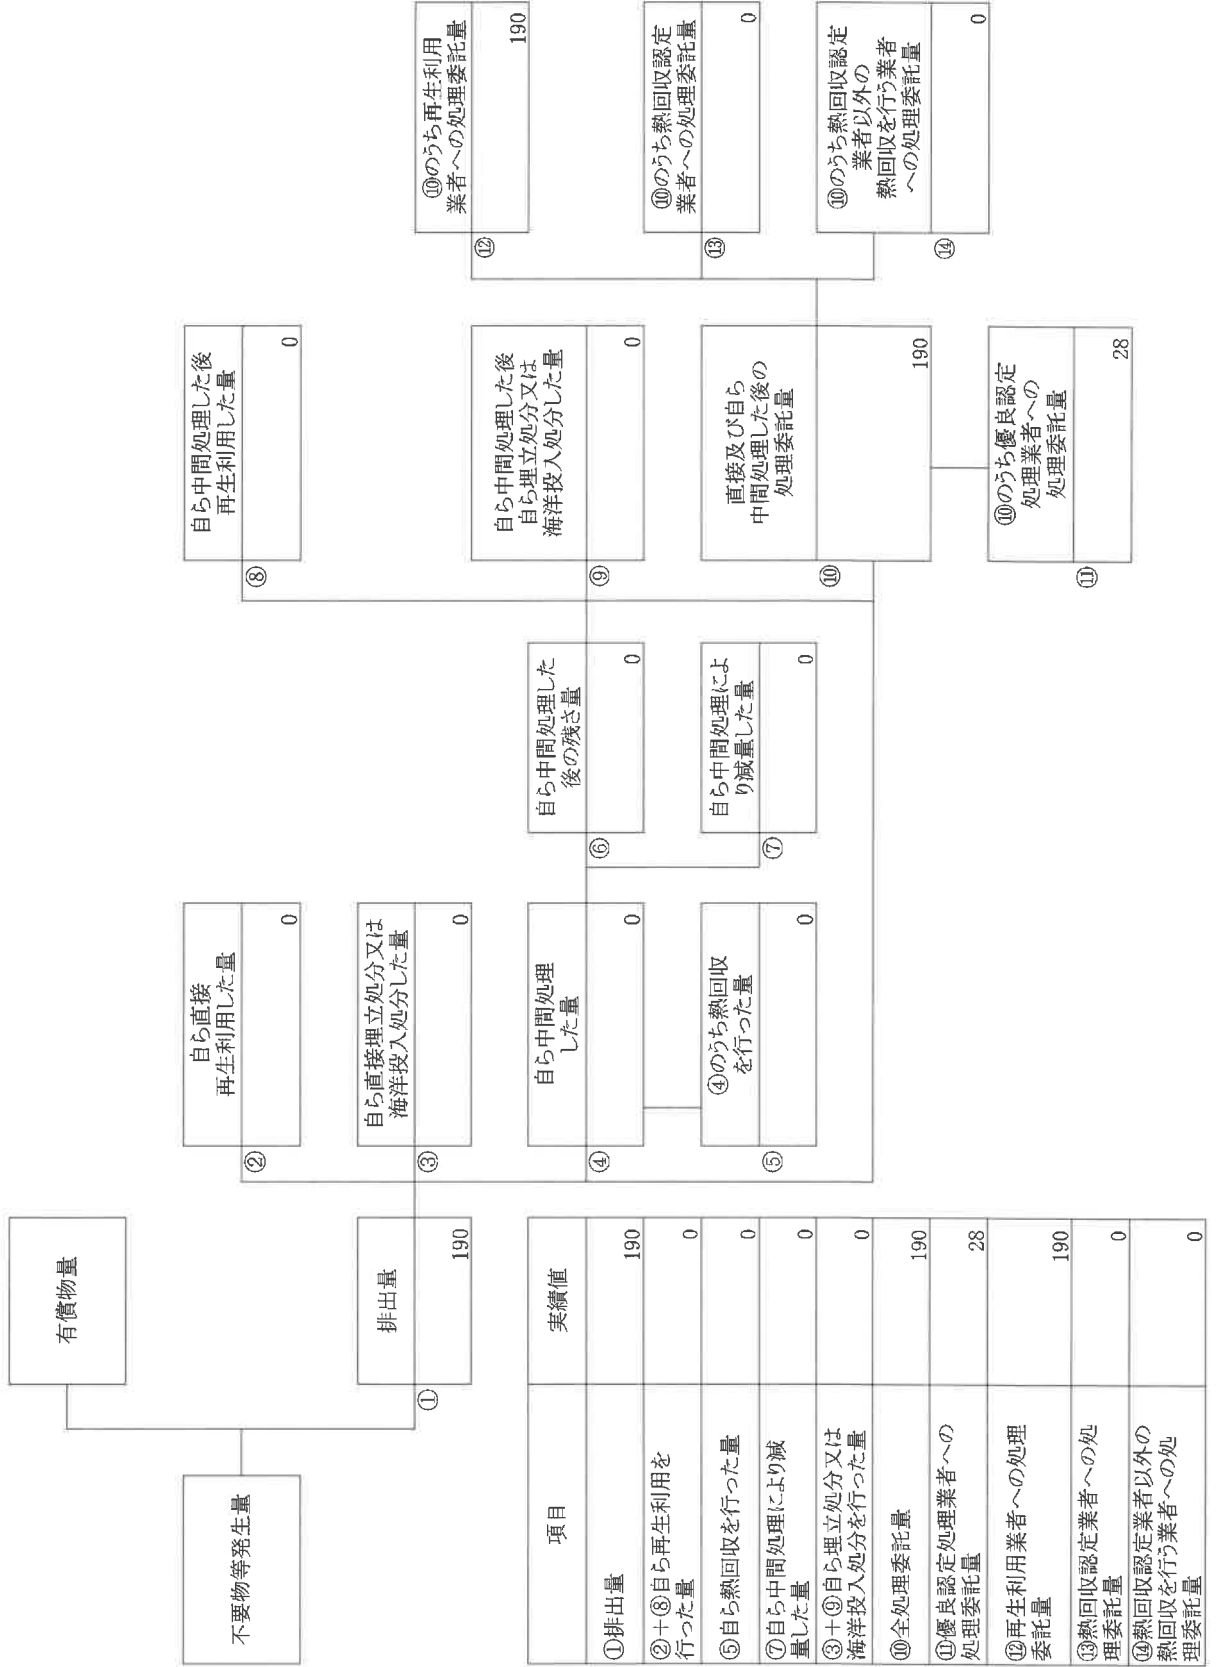 不要物等発生量
有償物量
①
排出量
190
②
自ら直接
再生利用した量
0
③
自ら直接埋立処分又は
海洋投入処分した量
0
④
自ら中間処理
した量
0
⑤
④のうち熱回収
を行った量
0
⑥
自ら中間処理した
後の残さ量
0
⑦
自ら中間処理によ
り減量した量
0
⑧
自ら中間処理した後
再生利用した量
0
⑨
自ら中間処理した後
自ら埋立処分又は
海洋投入処分した量
0
⑩
直接及び自ら
中間処理した後の
処理委託量
190
⑪
⑩のうち優良認定
処理業者への
処理委託量
28
⑫
⑩のうち再生利用
業者への処理委託量
190
⑬
⑩のうち熱回収認定
業者への処理委託量
0
⑭
⑩のうち熱回収認定
業者以外の
熱回収を行う業者
への処理委託量
0
項目 実績値
①排出量 190
②+⑧自ら再生利用を
行った量 0
⑤自ら熱回収を行った量 0
⑦自ら中間処理により減
量した量 0
③+⑨自ら埋立処分又は
海洋投入処分を行った量 0
⑩全処理委託量 190
⑪優良認定処理業者への
処理委託量 28
⑫再生利用業者への処理
委託量 190
⑬熱回収認定業者への処
理委託量 0
⑭熱回収認定業者以外の
熱回収を行う業者への処
理委託量 0